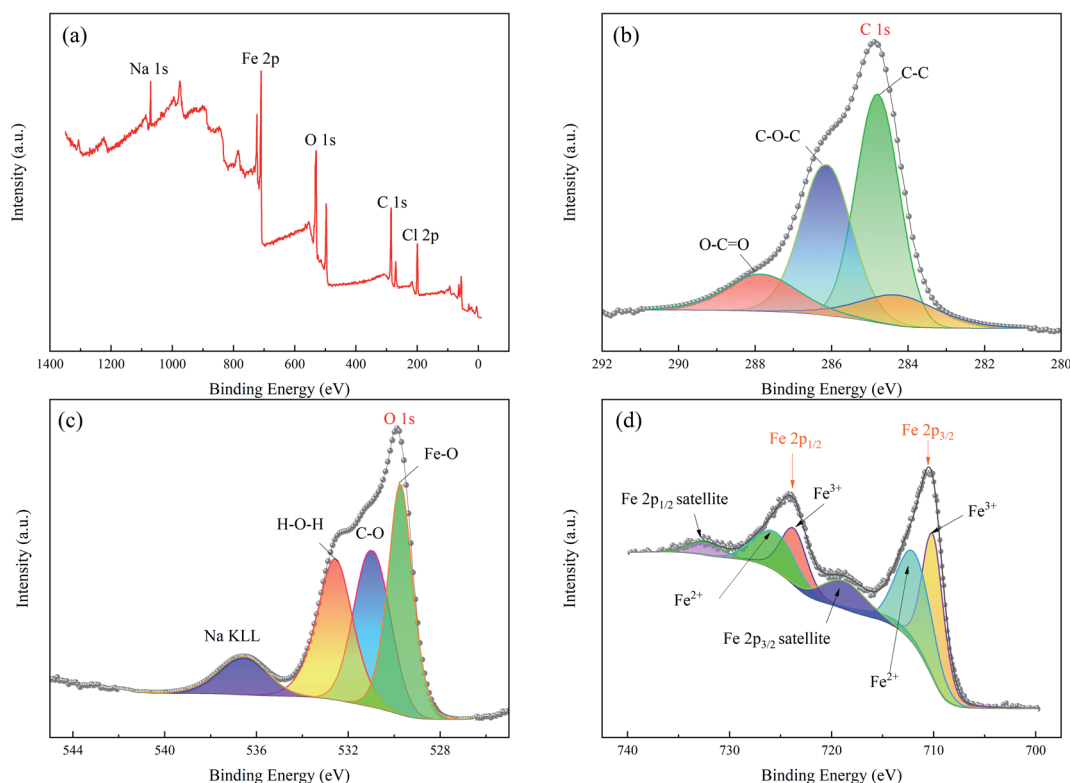 (a)
Na 1s
Fe 2p
O 1s
C 1s
Cl 2p
Intensity (a.u.)
1400 1200 1000 800 600 400 200 0
Binding Energy (eV)
(b)
C 1s
C-C
C-O-C
O-C=O
Intensity (a.u.)
292 290 288 286 284 282 280
Binding Energy (eV)
(c)
O 1s
Fe-O
H-O-H
C-O
Na KLL
Intensity (a.u.)
544 540 536 532 528
Binding Energy (eV)
(d)
Fe 2p1/2
Fe 2p3/2
Fe 2p1/2 satellite
Fe3+
Fe3+
Fe2+
Fe 2p3/2 satellite
Fe2+
Intensity (a.u.)
740 730 720 710 700
Binding Energy (eV)